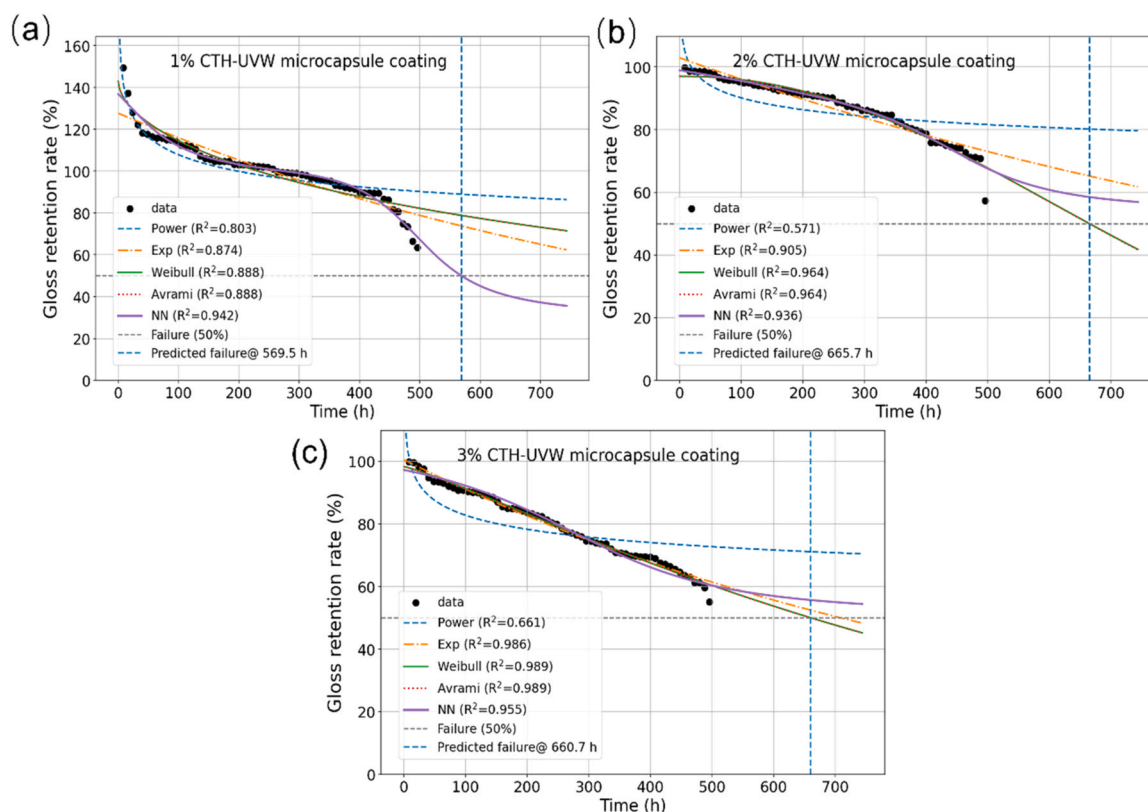 (a)
1% CTH-UVW microcapsule coating
Gloss retention rate (%)
160
140
120
100
80
60
40
20
0
data
Power (R²=0.803)
Exp (R²=0.874)
Weibull (R²=0.888)
Avrami (R²=0.888)
NN (R²=0.942)
Failure (50%)
Predicted failure@ 569.5 h
0 100 200 300 400 500 600 700
Time (h)
(b)
2% CTH-UVW microcapsule coating
Gloss retention rate (%)
100
80
60
40
20
0
data
Power (R²=0.571)
Exp (R²=0.905)
Weibull (R²=0.964)
Avrami (R²=0.964)
NN (R²=0.936)
Failure (50%)
Predicted failure@ 665.7 h
0 100 200 300 400 500 600 700
Time (h)
(c)
3% CTH-UVW microcapsule coating
Gloss retention rate (%)
100
80
60
40
20
0
data
Power (R²=0.661)
Exp (R²=0.986)
Weibull (R²=0.989)
Avrami (R²=0.989)
NN (R²=0.955)
Failure (50%)
Predicted failure@ 660.7 h
0 100 200 300 400 500 600 700
Time (h)